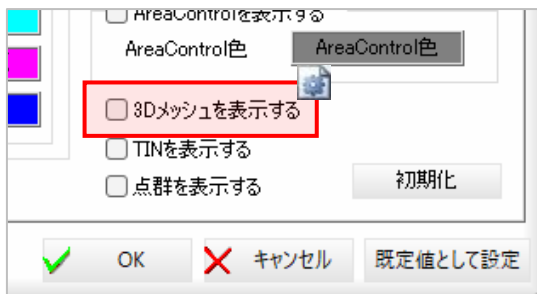 AreaControlを表示する
AreaControl色 AreaControl色
3Dメッシュを表示する
TINを表示する
点群を表示する 初期化
OK キャンセル 既定値として設定